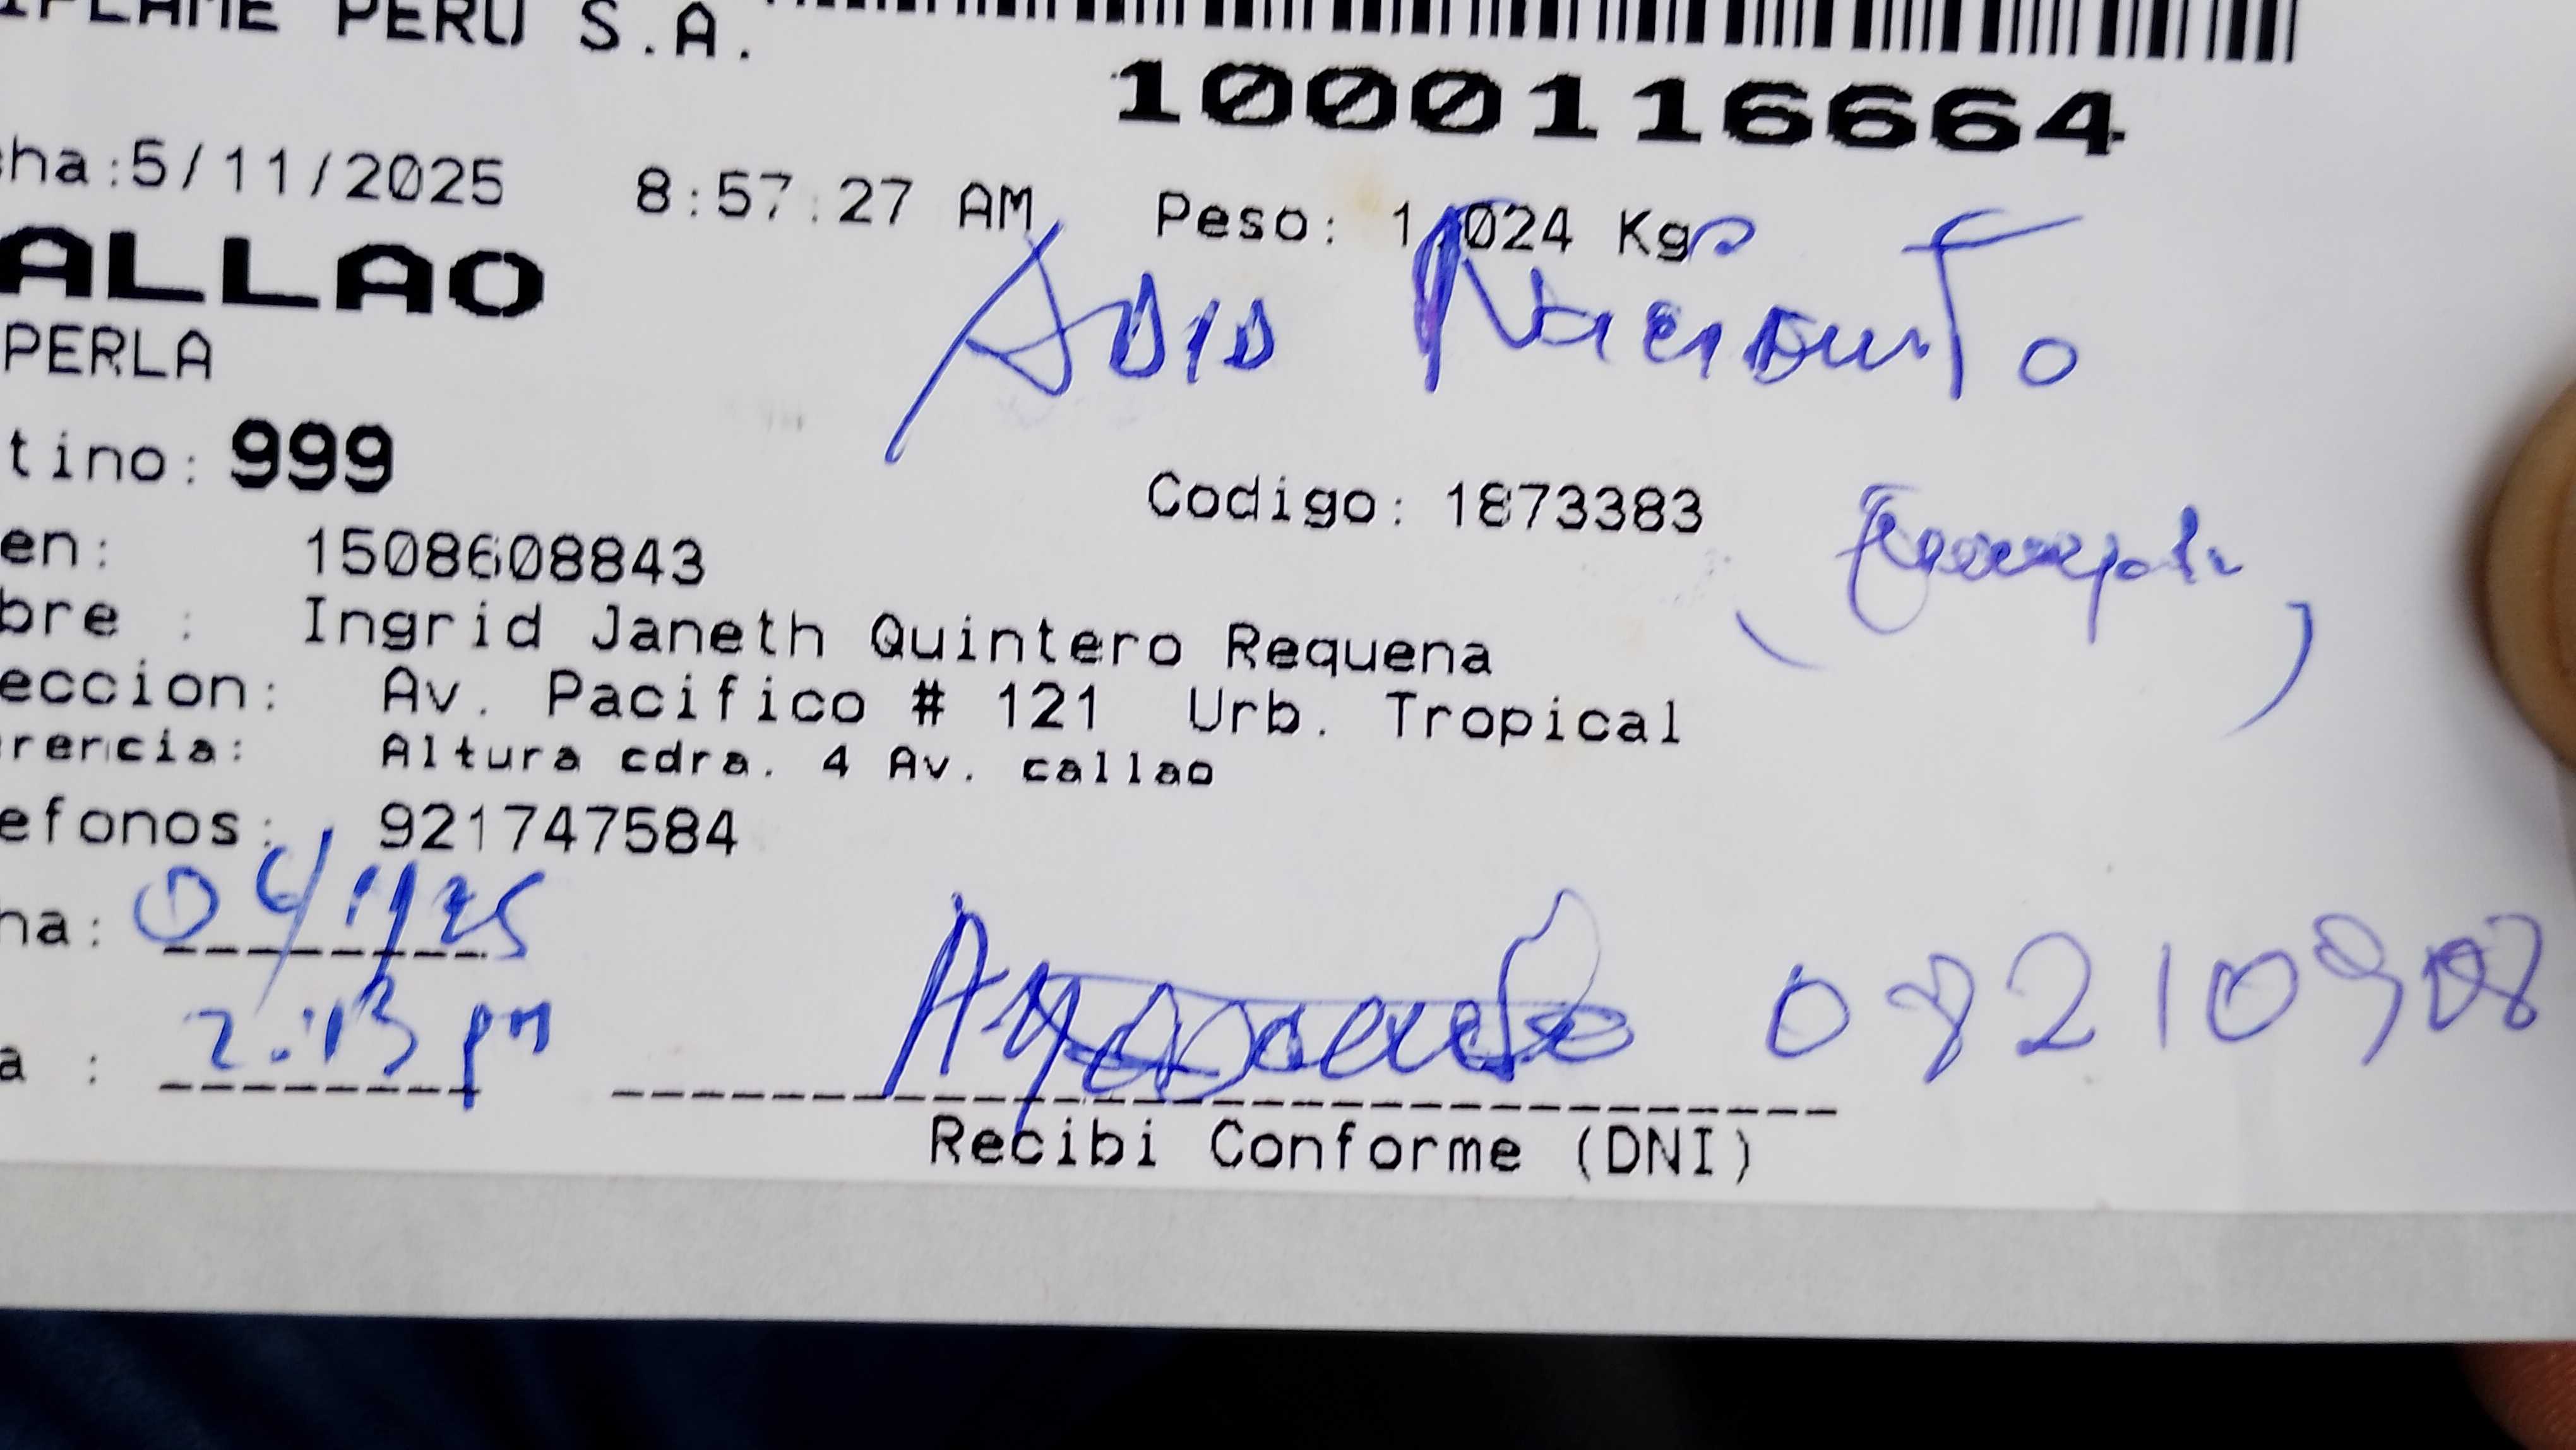 IFLAME PERU S.A.
1000116664
ha:5/11/2025 8:57:27 AM Peso: 1.024 Kgs
ALLAO
PERLA
tino: 999
Codigo: 1873383
en: 1508608843
bre : Ingrid Janeth Quintero Requena
eccion: Av. Pacifico # 121 Urb. Tropical
rencia: Altura cdra. 4 Av. callao
efonos: 921747584
ha:
a : 2:13 pm
Recibi Conforme (DNI)